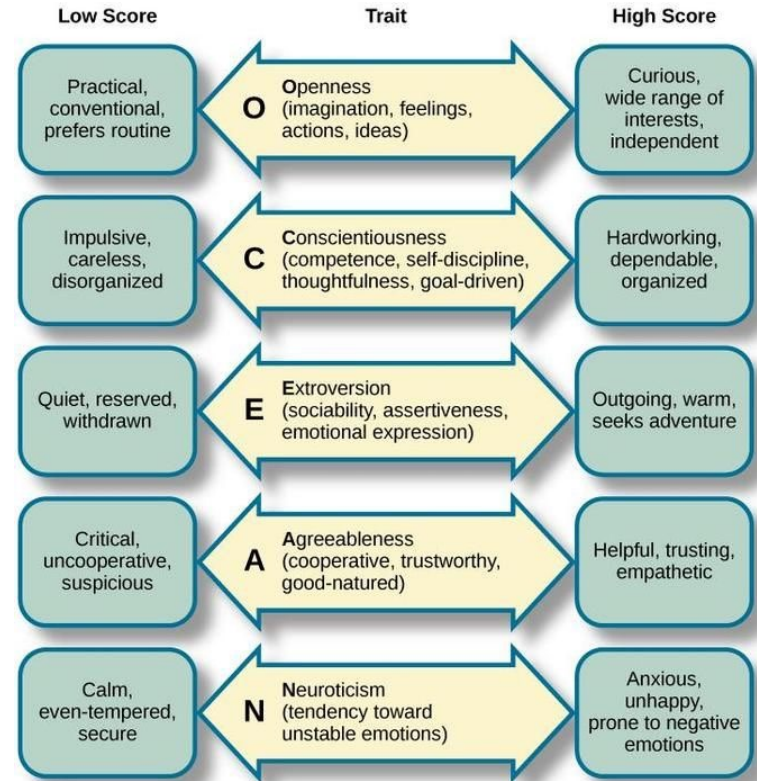 Low Score
Trait
High Score
Practical,
conventional,
prefers routine
O
Openness
(imagination, feelings,
actions, ideas)
Curious,
wide range of
interests,
independent
Impulsive,
careless,
disorganized
C
Conscientiousness
(competence, self-discipline,
thoughtfulness, goal-driven)
Hardworking,
dependable,
organized
Quiet, reserved,
withdrawn
E
Extroversion
(sociability, assertiveness,
emotional expression)
Outgoing, warm,
seeks adventure
Critical,
uncooperative,
suspicious
A
Agreeableness
(cooperative, trustworthy,
good-natured)
Helpful, trusting,
empathetic
Calm,
even-tempered,
secure
N
Neuroticism
(tendency toward
unstable emotions)
Anxious,
unhappy,
prone to negative
emotions